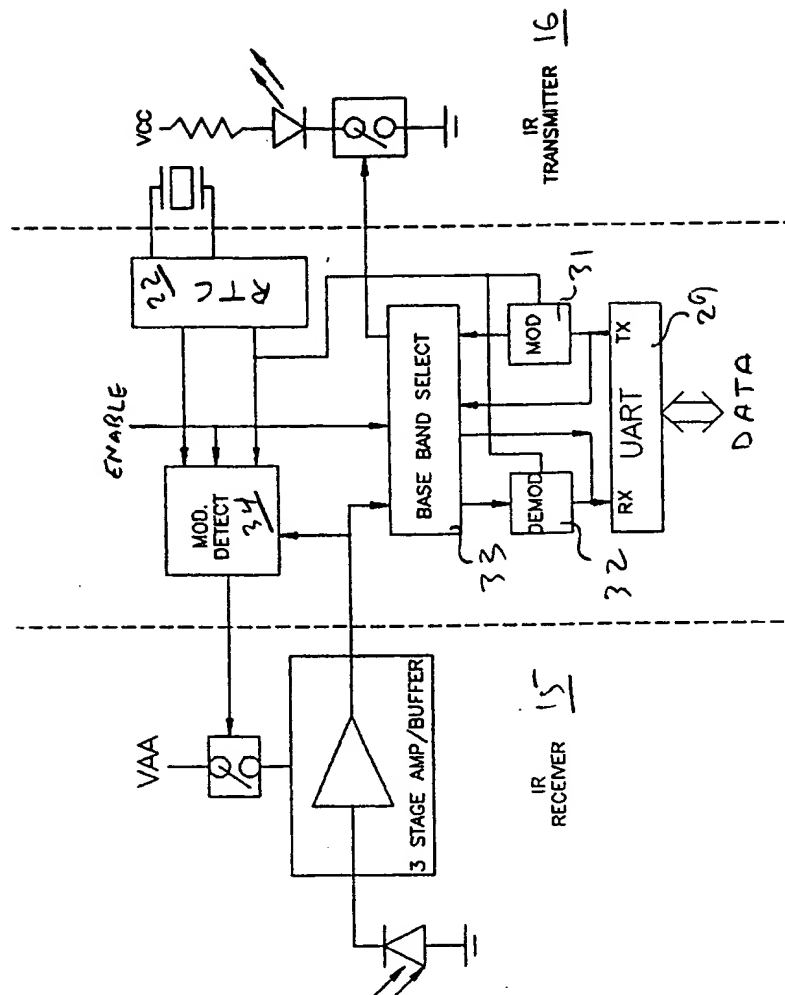 VCC
IR
TRANSMITTER 16
22
RTC
ENABLE
MOD.
DETECT
34
BASE BAND SELECT
33
MOD
31
DEMOD
32
RX UART TX
29
DATA
VAA
3 STAGE AMP/BUFFER
IR
RECEIVER 15